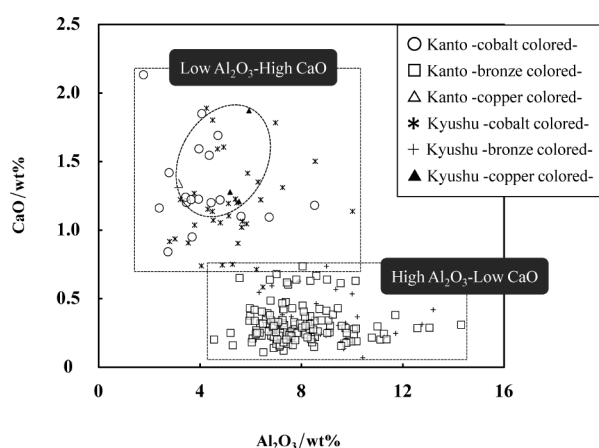 2.5
2.0
1.5
1.0
0.5
0
CaO/wt%
Low Al₂O₃-High CaO
High Al₂O₃-Low CaO
Kanto -cobalt colored-
Kanto -bronze colored-
Kanto -copper colored-
Kyushu -cobalt colored-
Kyushu -bronze colored-
Kyushu -copper colored-
0 4 8 12 16
Al₂O₃/wt%